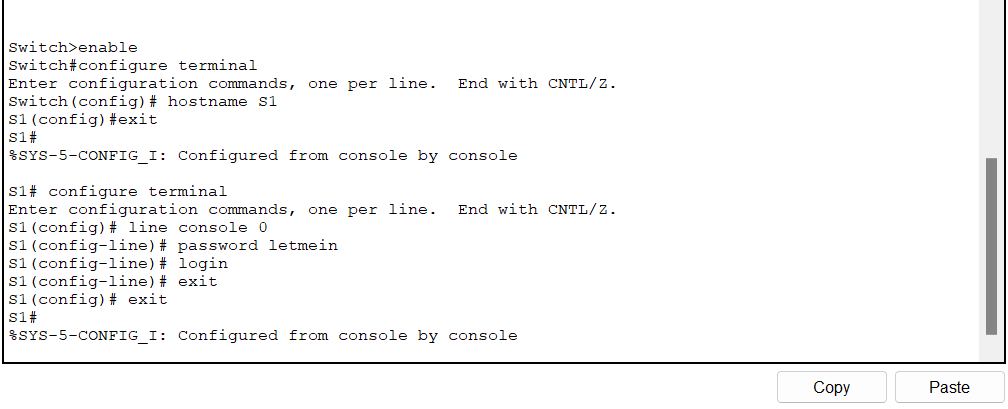 Switch>enable
Switch#configure terminal
Enter configuration commands, one per line.  End with CNTL/Z.
Switch(config)# hostname S1
S1(config)#exit
S1#
%SYS-5-CONFIG_I: Configured from console by console
S1# configure terminal
Enter configuration commands, one per line.  End with CNTL/Z.
S1(config)# line console 0
S1(config-line)# password letmein
S1(config-line)# login
S1(config-line)# exit
S1(config)# exit
S1#
%SYS-5-CONFIG_I: Configured from console by console
Copy
Paste